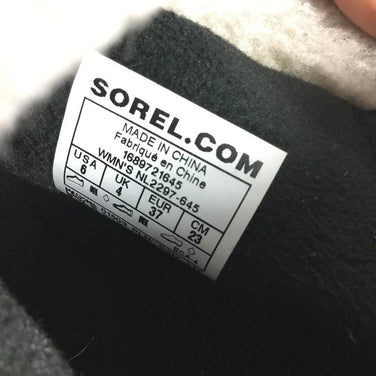 SOREL.COM
MADE IN CHINA
Fabriqué en Chine
1689721645
WMN'S NL2297-645
USA UK EUR CM
6 4 37 23